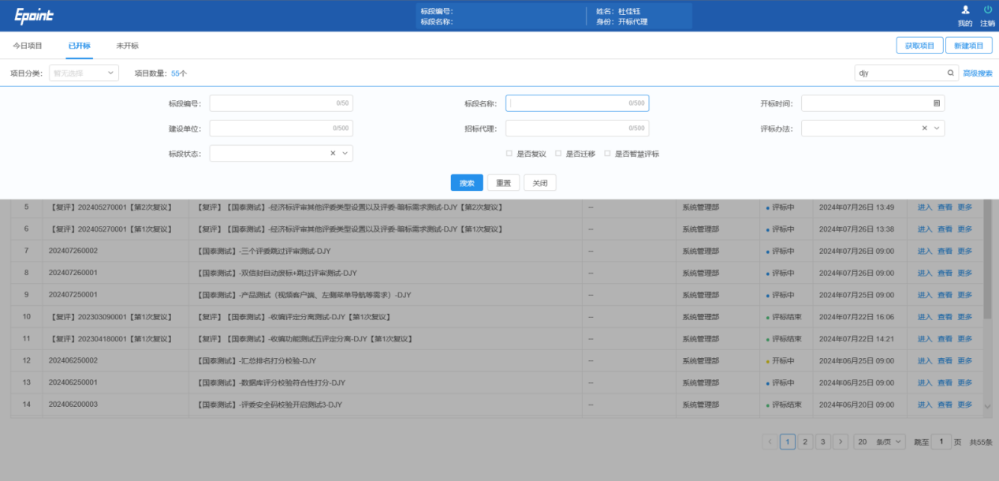 Epoint
标段编号：
标段名称：
姓名：杜佳钰
身份：开标代理
我的 注销
今日项目 已开标 未开标
获取项目 新建项目
项目分类： 暂无选择 项目数量：55个
djy 高级搜索
标段编号： 0/50 标段名称： 0/500 开标时间：
建设单位： 0/500 招标代理： 0/500 评标办法：
标段状态： 是否复议 是否迁移 是否智慧评标
搜索 重置 关闭
5 【复评】202405270001【第2次复议】 【复评】【国泰测试】-经济标评审其他评委类型设置以及评委-暗标需求测试-DJY【第2次复议】 -- 系统管理部 评标中 2024年07月26日 13:49 进入 查看 更多
6 【复评】202405270001【第1次复议】 【复评】【国泰测试】-经济标评审其他评委类型设置以及评委-暗标需求测试-DJY【第1次复议】 -- 系统管理部 评标中 2024年07月26日 13:38 进入 查看 更多
7 202407260002 【国泰测试】-三个评委跳过评审测试-DJY -- 系统管理部 评标中 2024年07月26日 09:00 进入 查看 更多
8 202407260001 【国泰测试】-双信封自动废标+跳过评审测试-DJY -- 系统管理部 评标中 2024年07月26日 09:00 进入 查看 更多
9 202407250001 【国泰测试】-产品测试（视频客户端、左侧菜单导航等需求）-DJY -- 系统管理部 评标中 2024年07月25日 09:00 进入 查看 更多
10 【复评】202303090001【第1次复议】 【复评】【国泰测试】-收编评定分离测试-DJY【第1次复议】 -- 系统管理部 评标结束 2024年07月22日 16:06 进入 查看 更多
11 【复评】202304180001【第1次复议】 【复评】【国泰测试】-收编功能测试五评定分离-DJY【第1次复议】 -- 系统管理部 评标结束 2024年07月22日 14:21 进入 查看 更多
12 202406250002 【国泰测试】-汇总排名打分校验-DJY -- 系统管理部 开标中 2024年06月25日 09:00 进入 查看 更多
13 202406250001 【国泰测试】-数据库评分校验符合性打分-DJY -- 系统管理部 评标中 2024年06月25日 09:00 进入 查看 更多
14 202406200003 【国泰测试】-评委安全码校验开启测试3-DJY -- 系统管理部 评标结束 2024年06月20日 09:00 进入 查看 更多
1 2 3 20 条/页 跳至 1 页 共55条